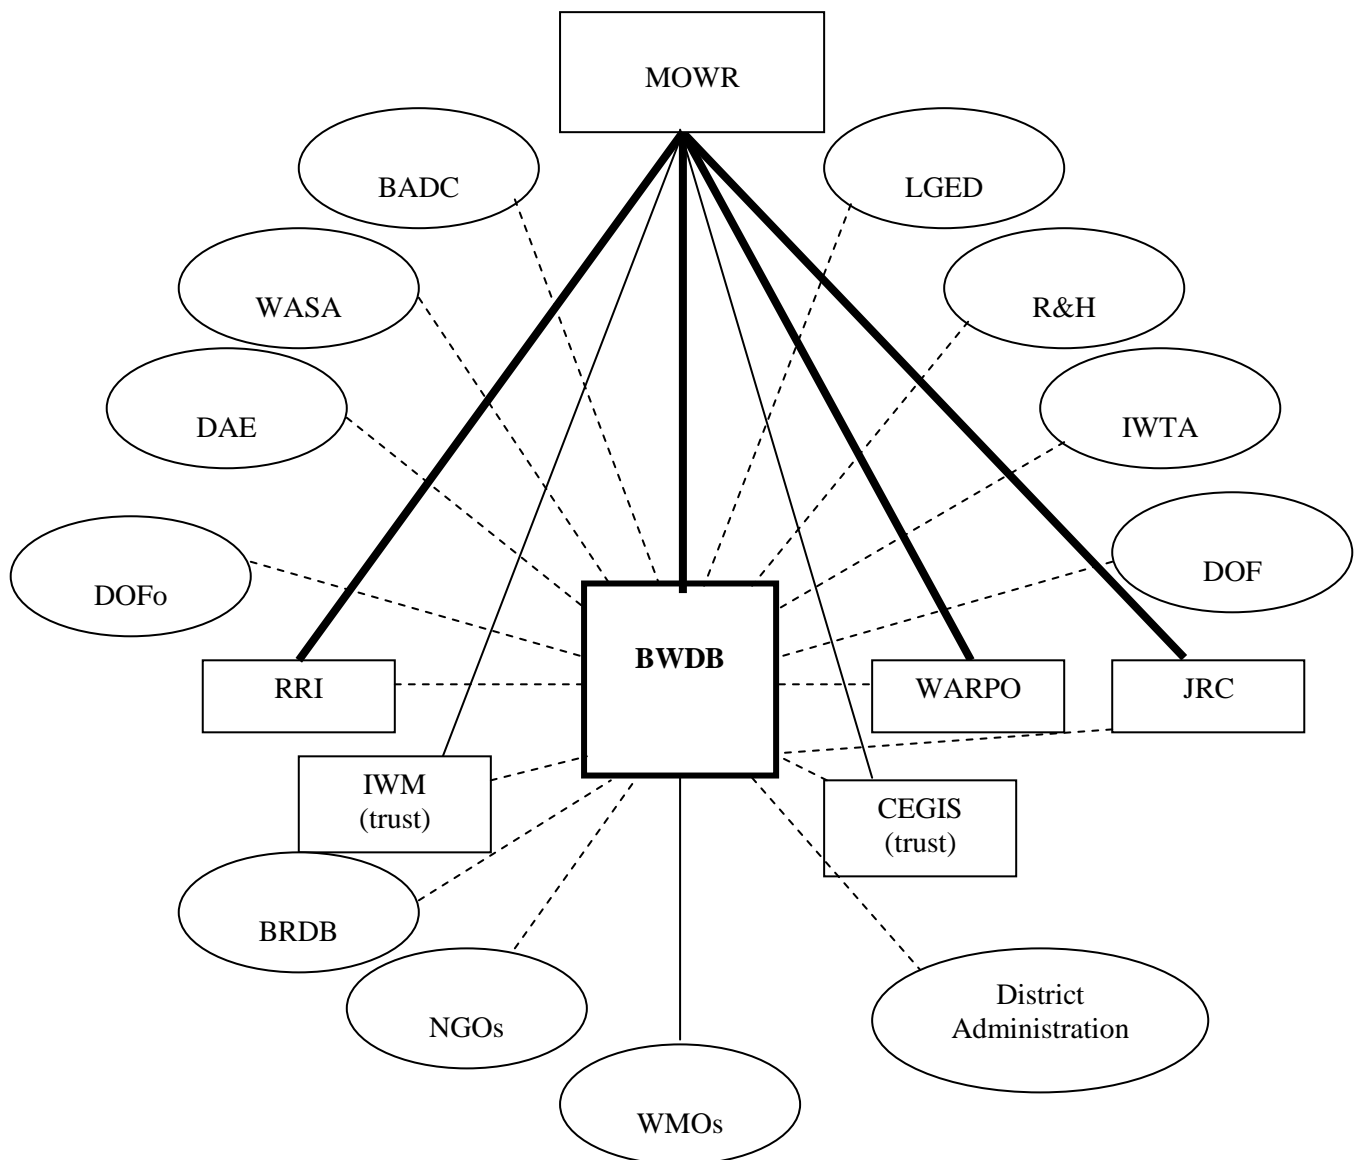 MOWR
BADC
LGED
WASA
R&H
DAE
IWTA
DOFo
DOF
BWDB
RRI
WARPO
JRC
IWM
(trust)
CEGIS
(trust)
BRDB
NGOs
District
Administration
WMOs